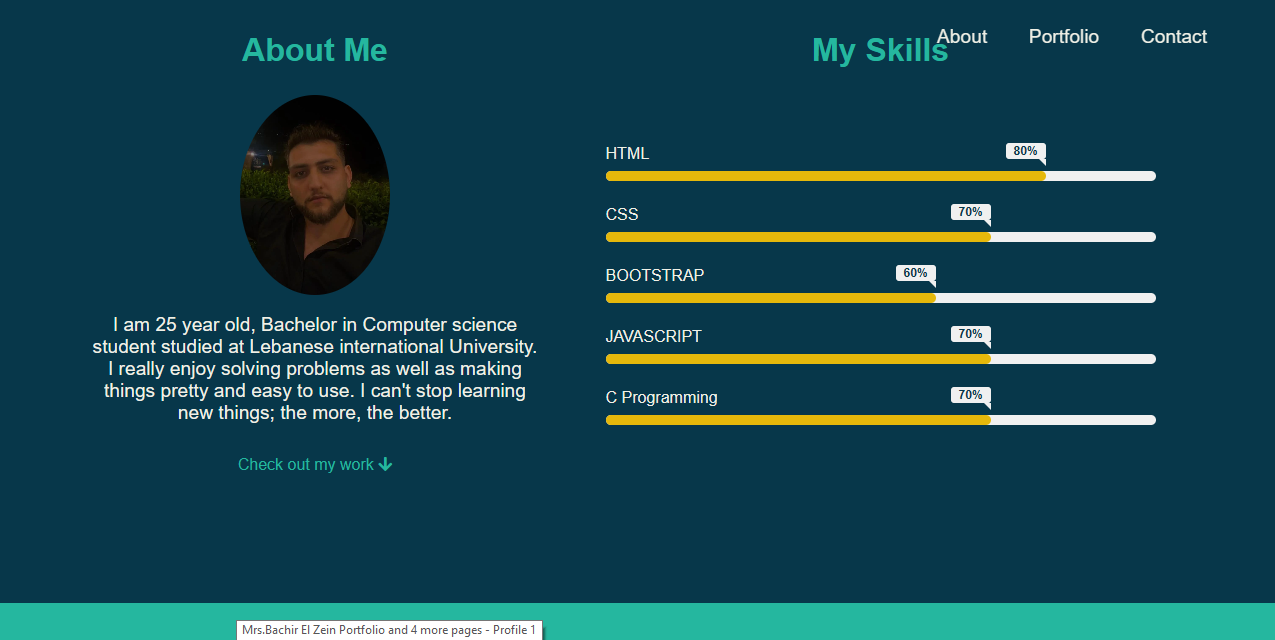 About Me
My Skills
About
Portfolio
Contact
I am 25 year old, Bachelor in Computer science
student studied at Lebanese international University.
I really enjoy solving problems as well as making
things pretty and easy to use. I can't stop learning
new things; the more, the better.
Check out my work
HTML
80%
CSS
70%
BOOTSTRAP
60%
JAVASCRIPT
70%
C Programming
70%
Mrs.Bachir El Zein Portfolio and 4 more pages - Profile 1